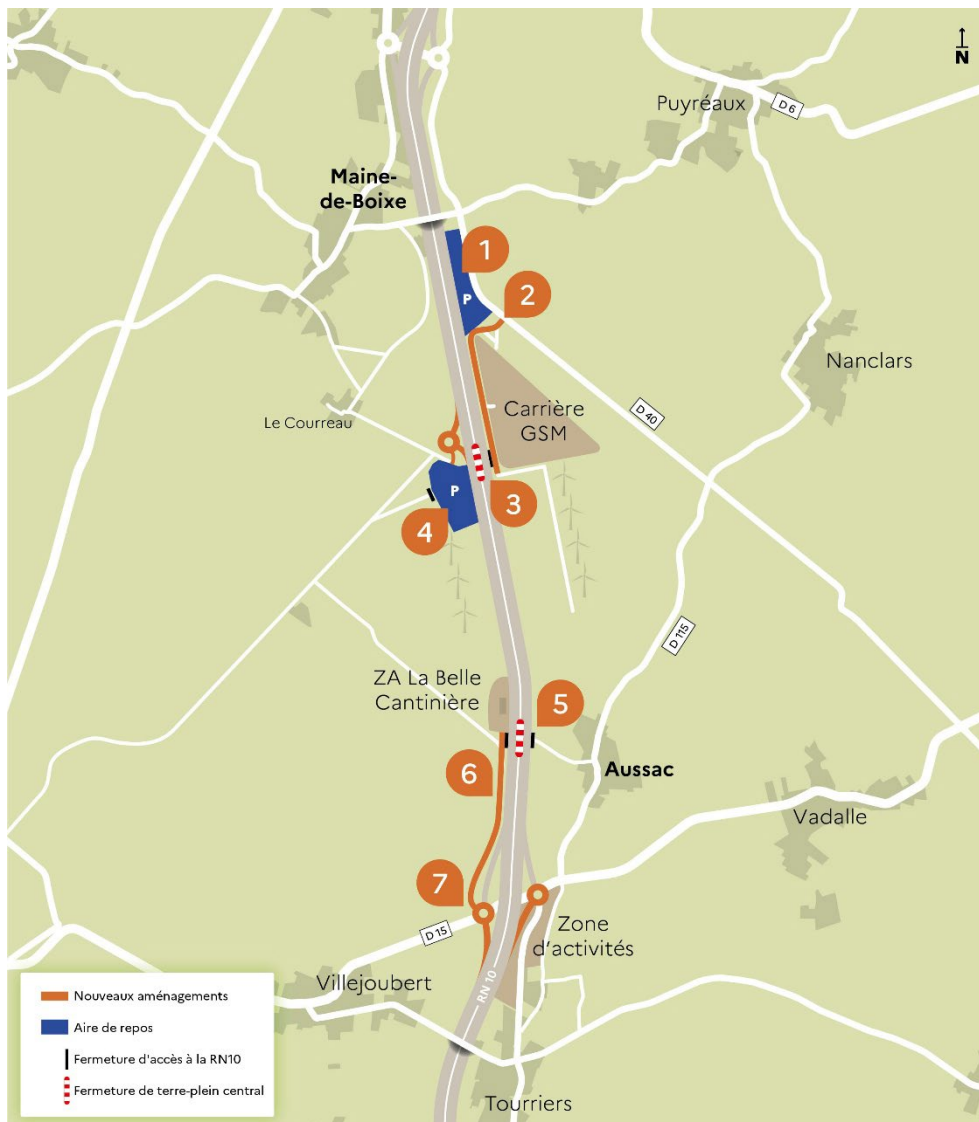 N
Puyréaux
D 6
Maine-
de-Boixe
1
2
P
Nanclars
Carrière
GSM
D 40
Le Courreau
P
3
4
D 115
ZA La Belle
Cantinière
5
Aussac
6
Vadalle
7
D 15
Zone
d'activités
Villejoubert
RN 10
Tourriers
Nouveaux aménagements
Aire de repos
Fermeture d'accès à la RN10
Fermeture de terre-plein central